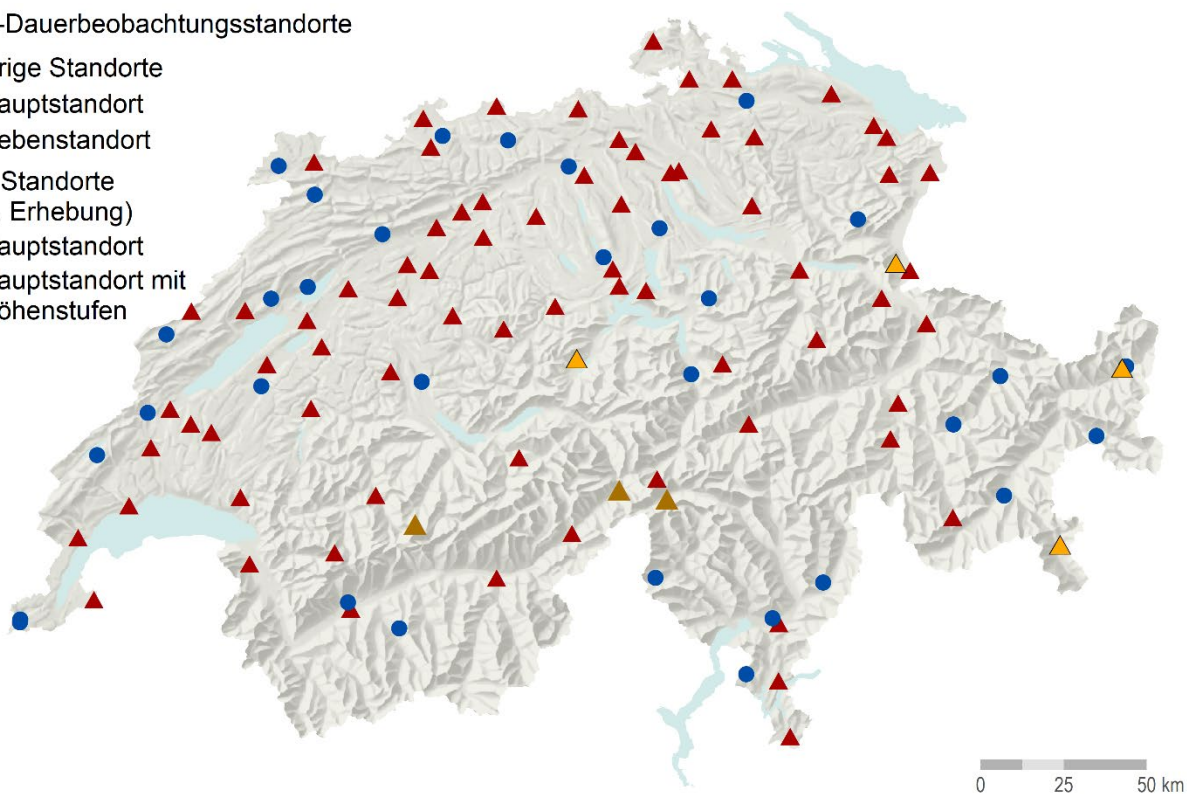 -Dauerbeobachtungsstandorte
rige Standorte
auptstandort
ebenstandort
Standorte
Erhebung)
auptstandort
auptstandort mit
öhenstufen
0 25 50 km